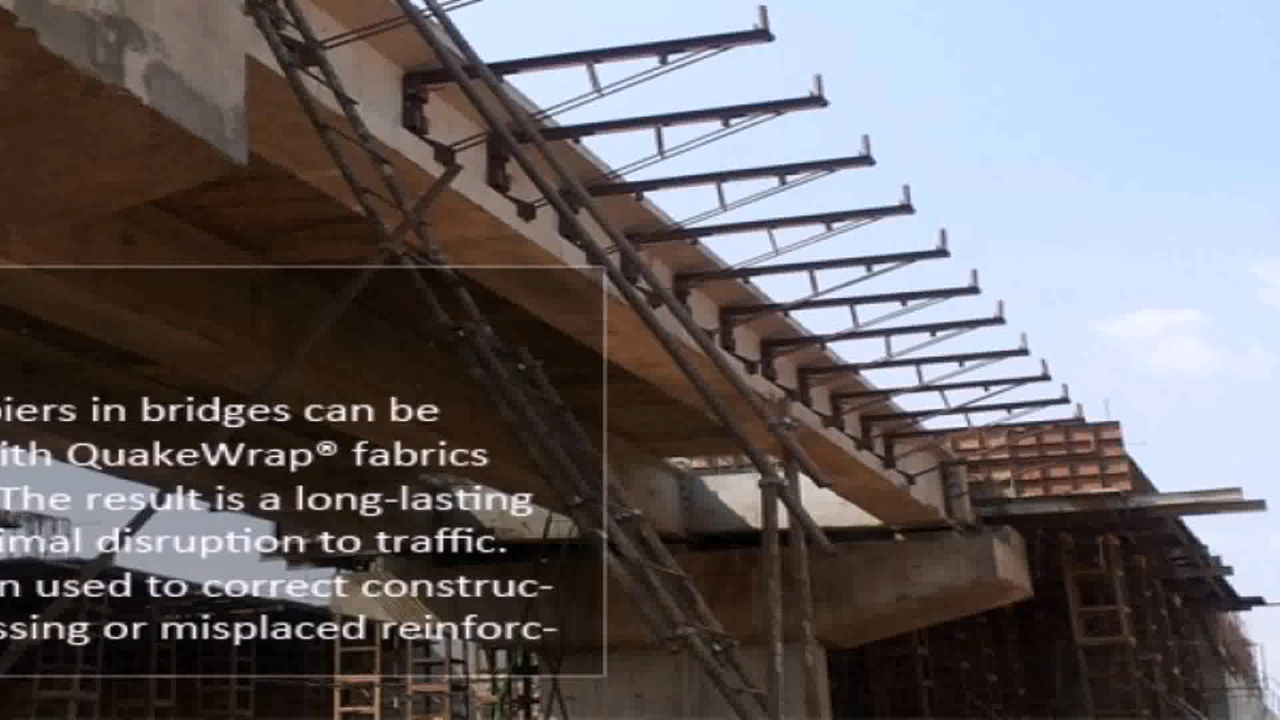 piers in bridges can be
ith QuakeWrap® fabrics
The result is a long-lasting
imal disruption to traffic.
n used to correct construc-
ssing or misplaced reinforc-